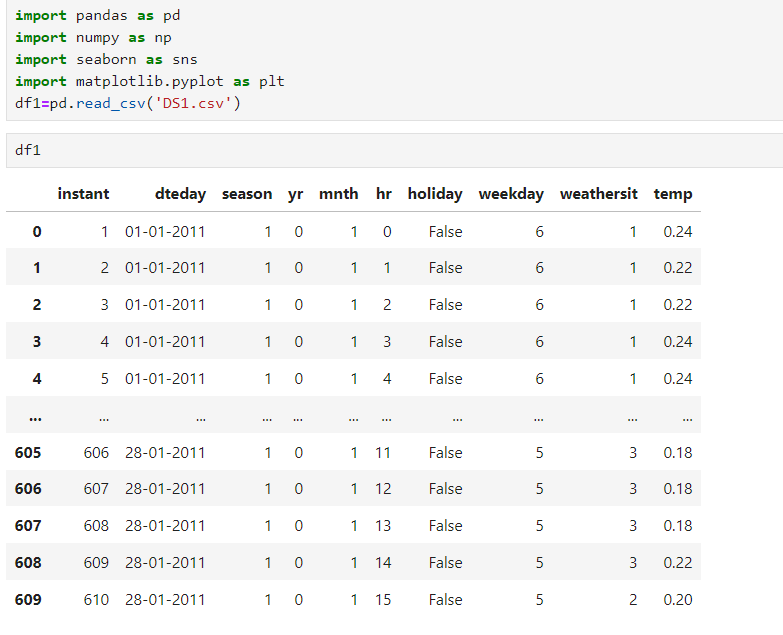 import pandas as pd
import numpy as np
import seaborn as sns
import matplotlib.pyplot as plt
df1=pd.read_csv('DS1.csv')
df1
instant dteday season yr mnth hr holiday weekday weathersit temp
0 1 01-01-2011 1 0 1 0 False 6 1 0.24
1 2 01-01-2011 1 0 1 1 False 6 1 0.22
2 3 01-01-2011 1 0 1 2 False 6 1 0.22
3 4 01-01-2011 1 0 1 3 False 6 1 0.24
4 5 01-01-2011 1 0 1 4 False 6 1 0.24
... ... ... ... ... ... ... ... ... ... ...
605 606 28-01-2011 1 0 1 11 False 5 3 0.18
606 607 28-01-2011 1 0 1 12 False 5 3 0.18
607 608 28-01-2011 1 0 1 13 False 5 3 0.18
608 609 28-01-2011 1 0 1 14 False 5 3 0.22
609 610 28-01-2011 1 0 1 15 False 5 2 0.20